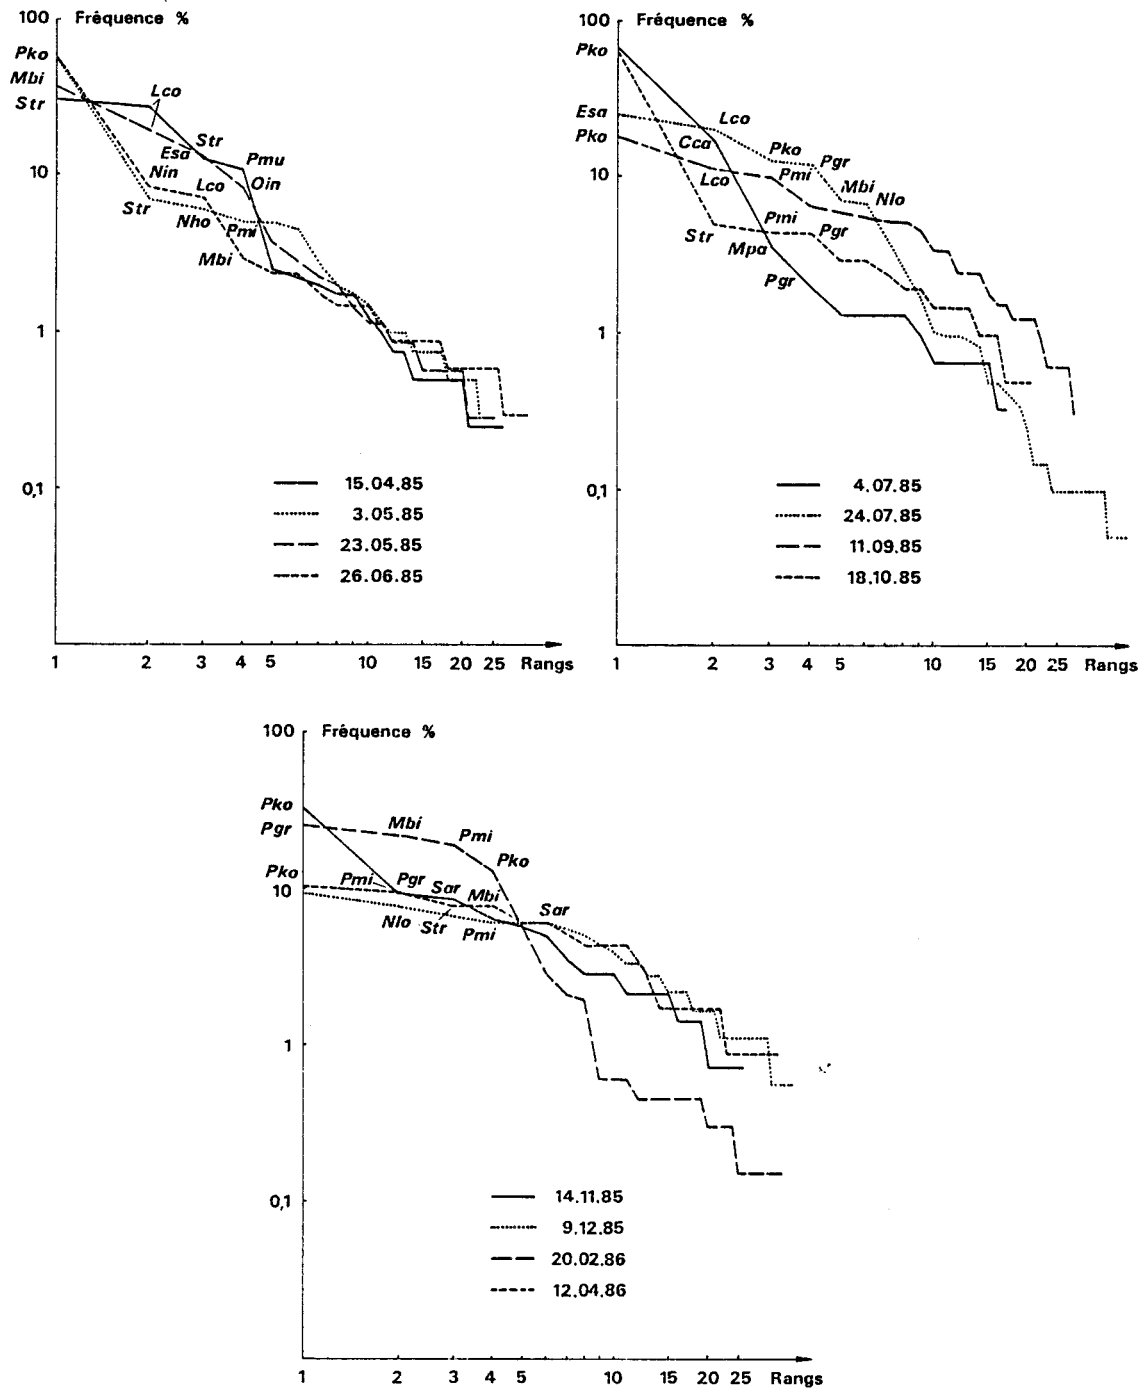 100 Fréquence %
Pko
Mbi
Str
Lco
Str
Esa
Pmu
10
Nin
Oin
Lco
Str
Nho
Pmi
Mbi
1
0,1
15.04.85
3.05.85
23.05.85
26.06.85
1 2 3 4 5 10 15 20 25 Rangs
100 Fréquence %
Pko
Esa
Lco
Pko
Cca
Pko
Pgr
10
Lco
Pmi
Mbi
Nlo
Pmi
Str
Mpa
Pgr
Pgr
1
0,1
4.07.85
24.07.85
11.09.85
18.10.85
1 2 3 4 5 10 15 20 25 Rangs
100 Fréquence %
Pko
Pgr
Mbi
Pmi
Pko
Pko
10
Pmi
Pgr
Sar
Mbi
Sar
Nlo
Str
Pmi
1
0,1
14.11.85
9.12.85
20.02.86
12.04.86
1 2 3 4 5 10 15 20 25 Rangs